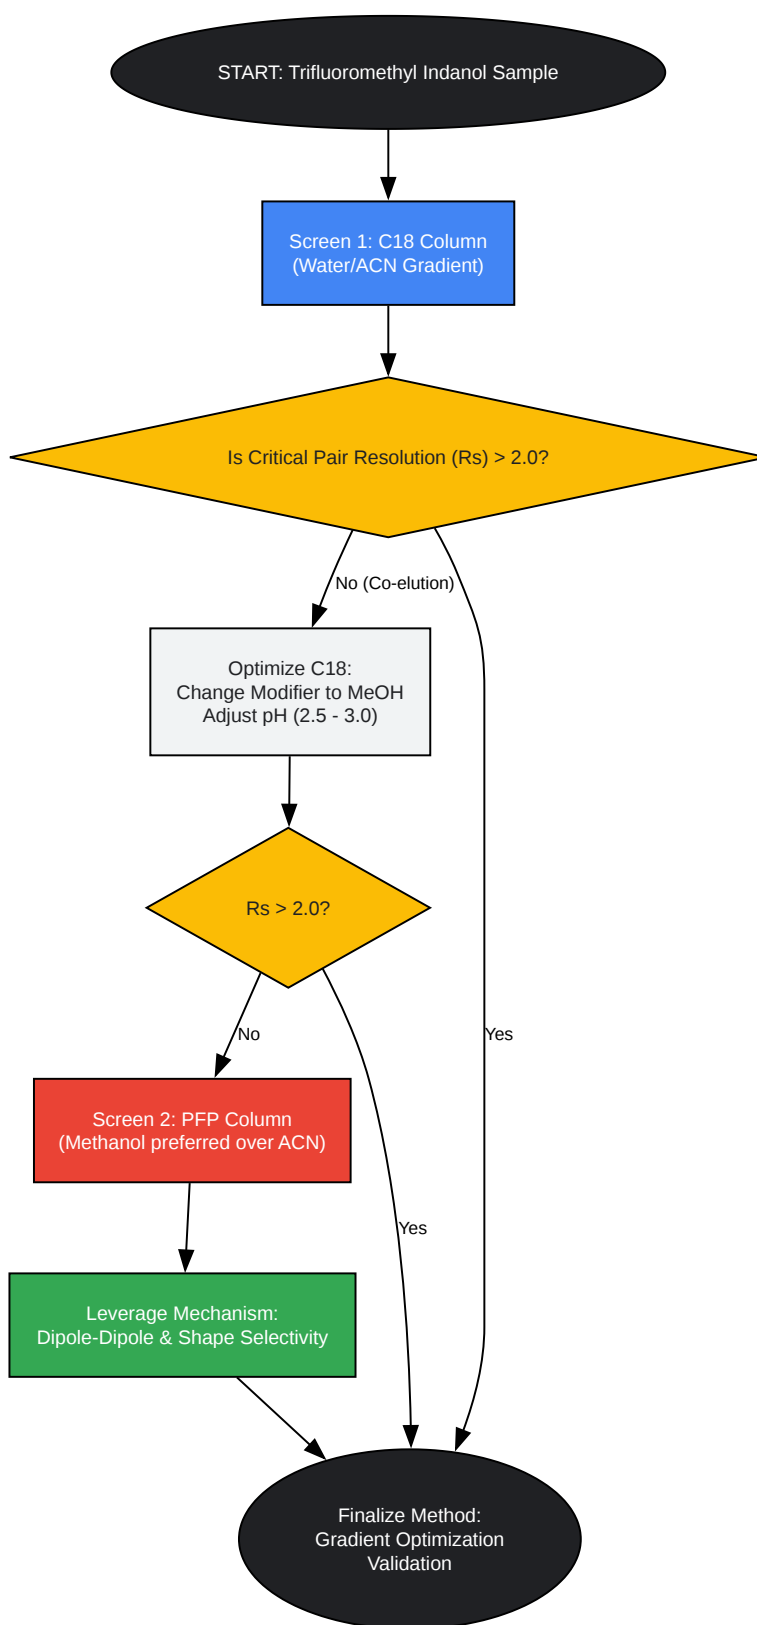 START: Trifluoromethyl Indanol Sample
Screen 1: C18 Column
(Water/ACN Gradient)
Is Critical Pair Resolution (Rs) > 2.0?
No (Co-elution)
Optimize C18:
Change Modifier to MeOH
Adjust pH (2.5 - 3.0)
Rs > 2.0?
No
Yes
Screen 2: PFP Column
(Methanol preferred over ACN)
Yes
Leverage Mechanism:
Dipole-Dipole & Shape Selectivity
Finalize Method:
Gradient Optimization
Validation